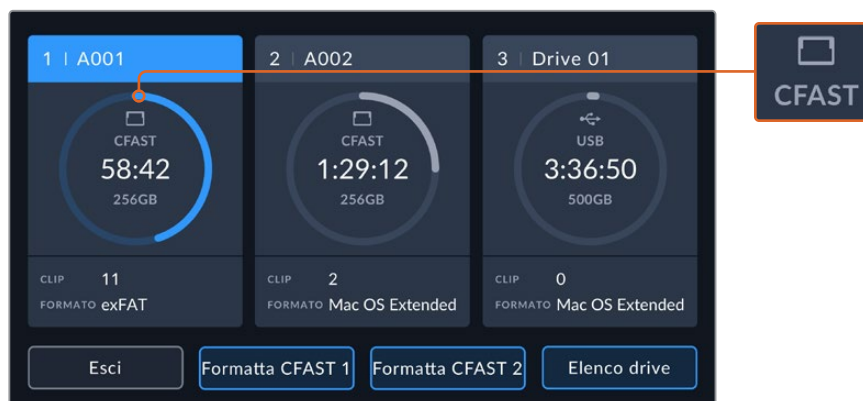 1 | A001
CFAST
58:42
256GB
CLIP 11
FORMATO exFAT
2 | A002
CFAST
1:29:12
256GB
CLIP 2
FORMATO Mac OS Extended
3 | Drive 01
USB
3:36:50
500GB
CLIP 0
FORMATO Mac OS Extended
Esci
Formatta CFAST 1
Formatta CFAST 2
Elenco drive
CFAST